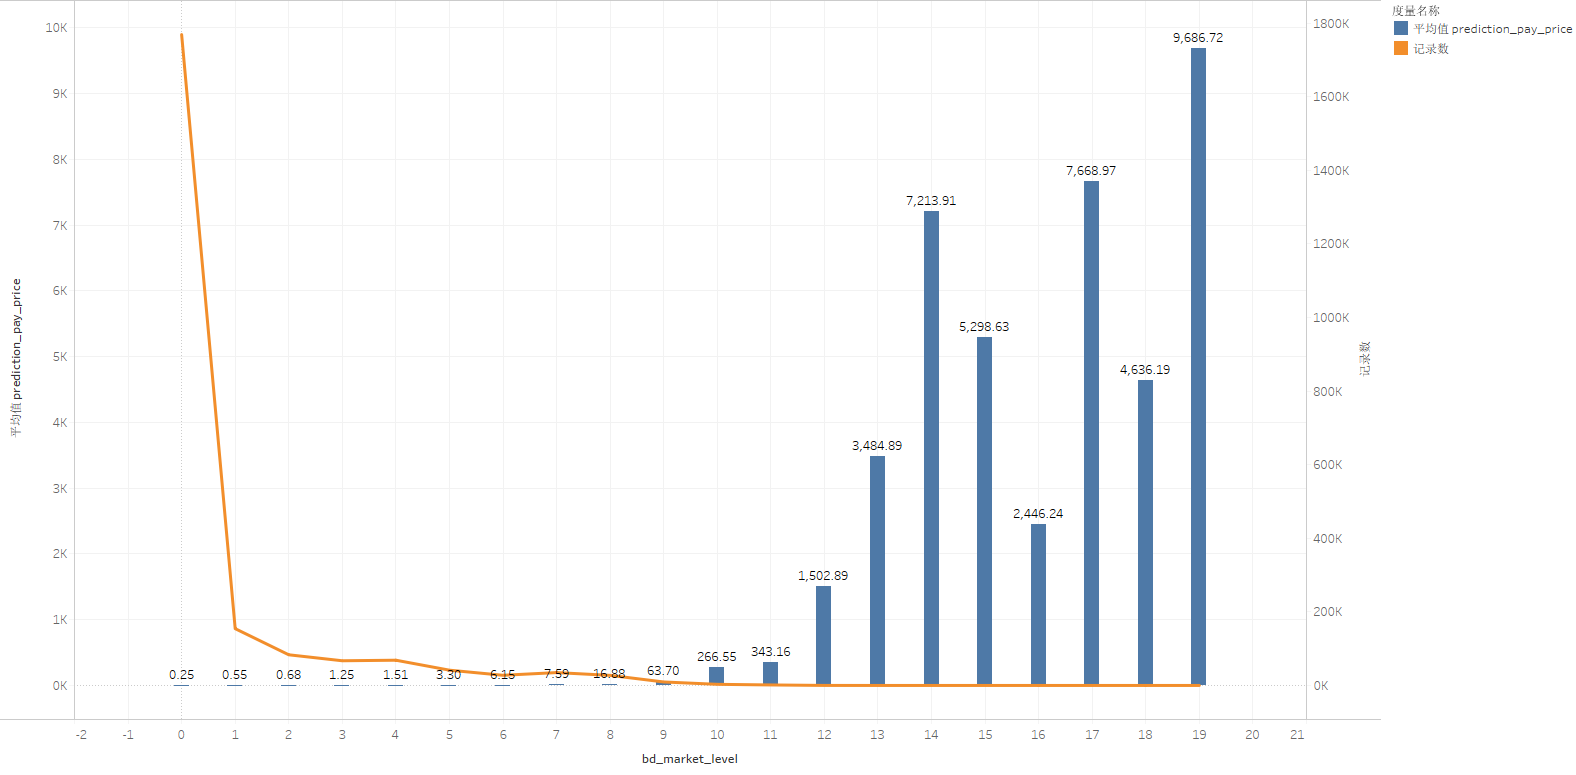 度量名称
平均值 prediction_pay_price
记录数
10K
9K
8K
7K
6K
5K
4K
3K
2K
1K
0K
平均值 prediction_pay_price
1800K
1600K
1400K
1200K
1000K
800K
600K
400K
200K
0K
记录数
0.25
0.55
0.68
1.25
1.51
3.30
6.15
7.59
16.88
63.70
266.55
343.16
1,502.89
3,484.89
7,213.91
5,298.63
2,446.24
7,668.97
4,636.19
9,686.72
-2 -1 0 1 2 3 4 5 6 7 8 9 10 11 12 13 14 15 16 17 18 19 20 21
bd_market_level